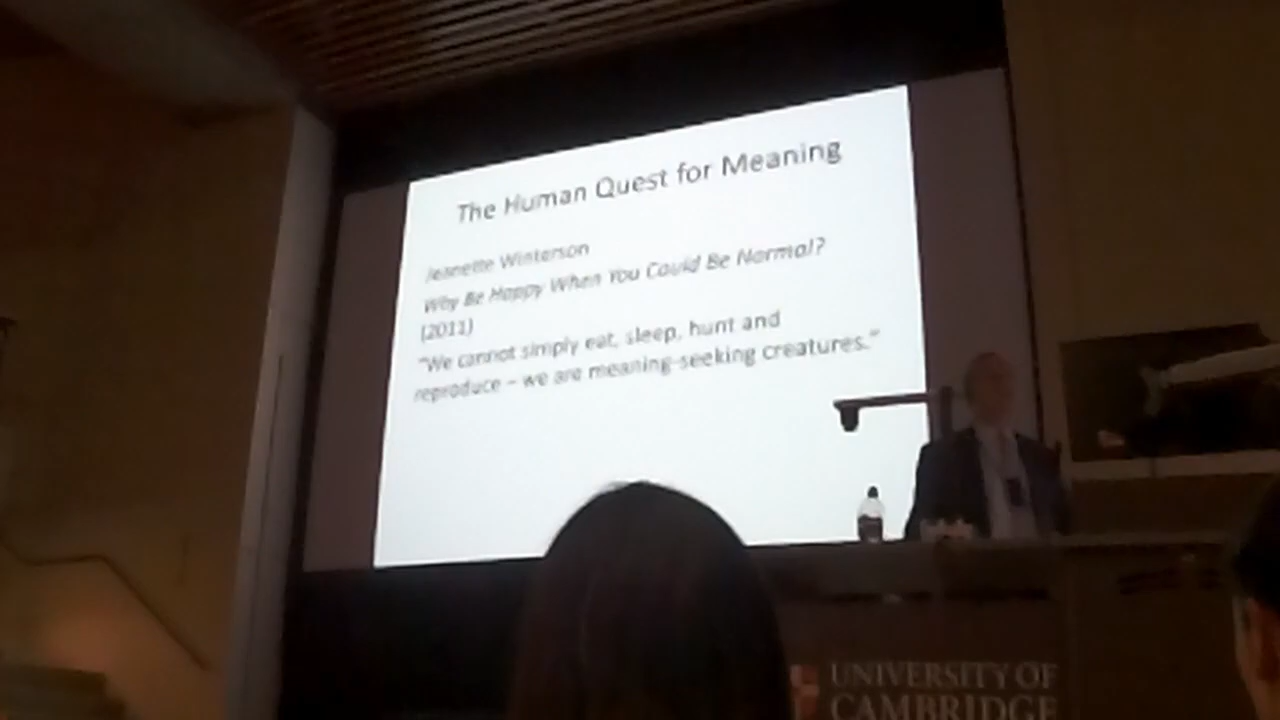 The Human Quest for Meaning
Jeanette Winterson
Why Be Happy When You Could Be Normal?
(2011)
"We cannot simply eat, sleep, hunt and
reproduce – we are meaning-seeking creatures."
UNIVERSITY OF
CAMBRIDGE